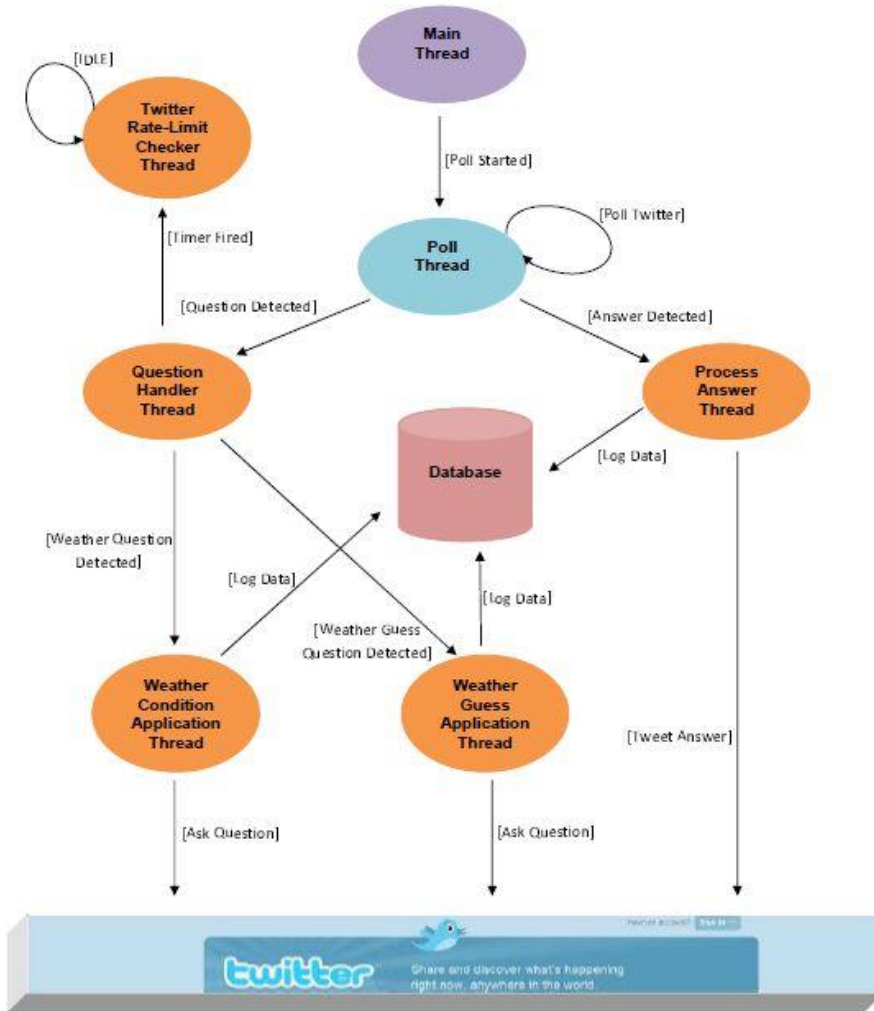 Main
Thread
[IDLE]
Twitter
Rate-Limit
Checker
Thread
[Poll Started]
[Poll Twitter]
[Timer Fired]
Poll
Thread
[Question Detected]
[Answer Detected]
Question
Handler
Thread
Process
Answer
Thread
Database
[Log Data]
[Weather Question
Detected]
[Log Data]
[Log Data]
[Weather Guess
Question Detected]
Weather
Condition
Application
Thread
Weather
Guess
Application
Thread
[Tweet Answer]
[Ask Question]
[Ask Question]
twitter
Share and discover what's happening
right now, anywhere in the world.